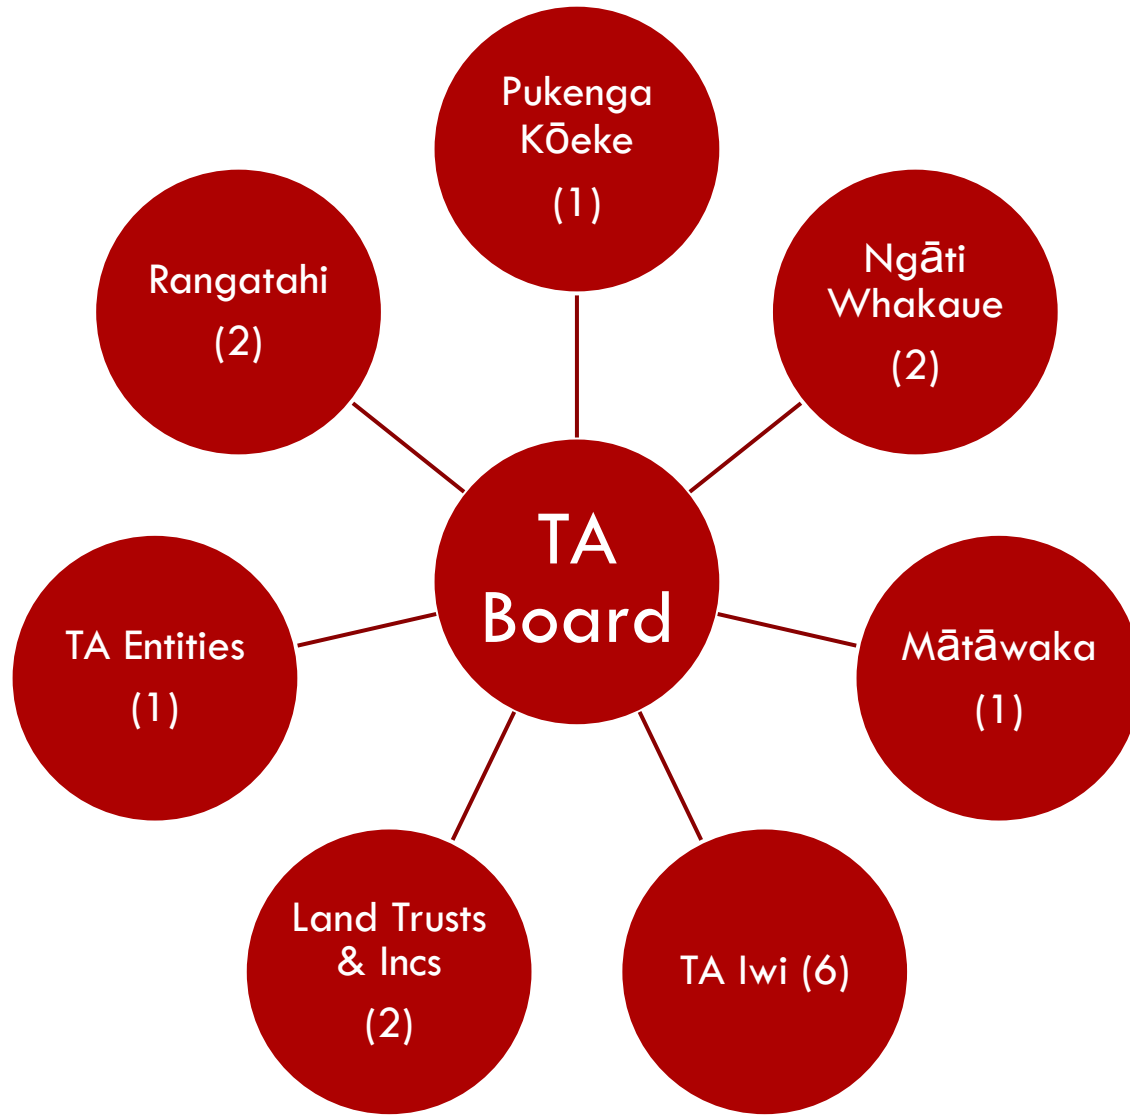 Pukenga
Kōeke
(1)
Ngāti
Whakaue
(2)
Mātāwaka
(1)
TA Iwi (6)
Land Trusts
& Incs
(2)
TA Entities
(1)
Rangatahi
(2)
TA
Board